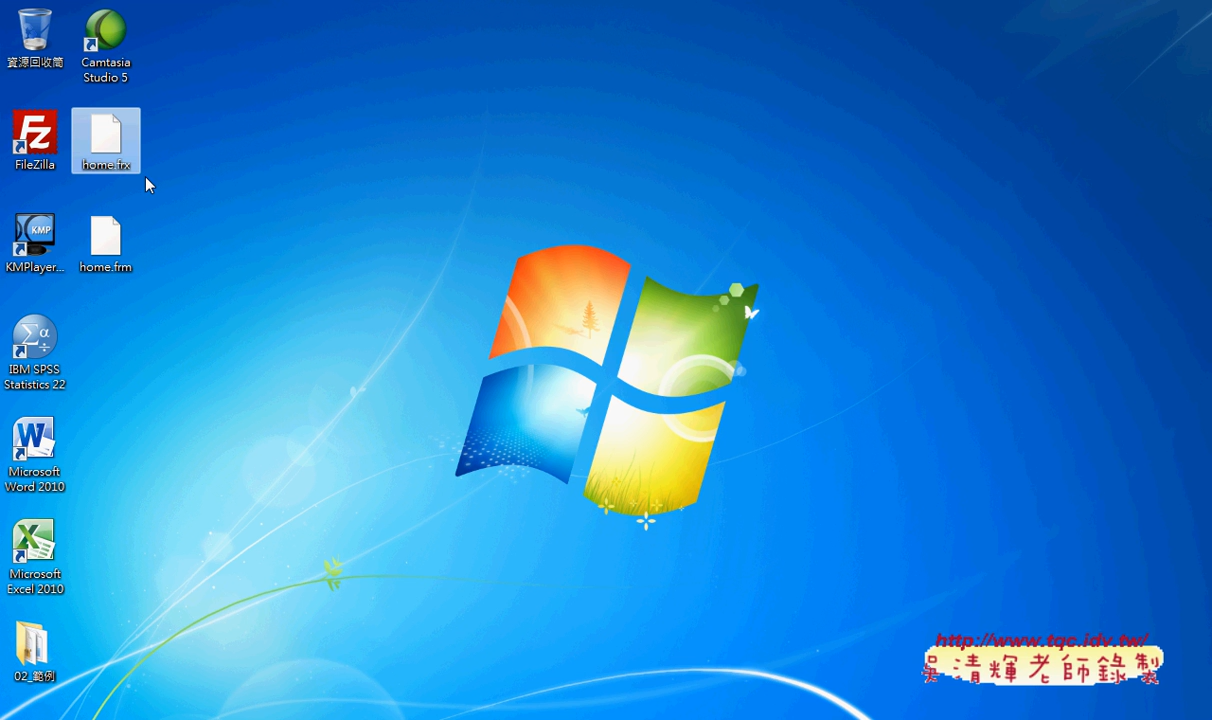 資源回收筒
Camtasia
Studio 5
FileZilla
home.frx
KMP
KMPlayer...
home.frm
IBM SPSS
Statistics 22
Microsoft
Word 2010
Microsoft
Excel 2010
02_範例
http://www.tqc.idv.tw/
吳清輝老師錄製